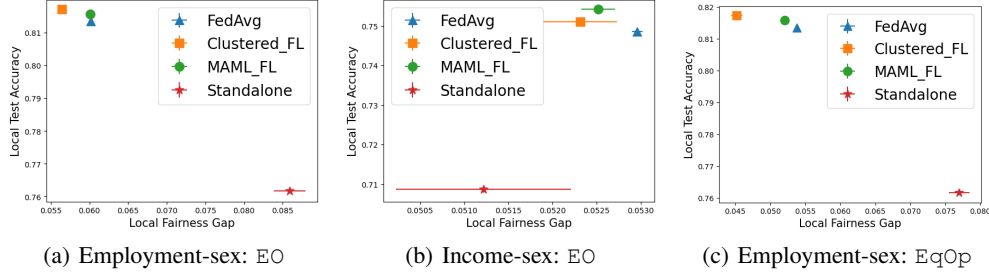 Local Test Accuracy
0.81
0.80
0.79
0.78
0.77
0.76
0.055 0.060 0.065 0.070 0.075 0.080 0.085
Local Fairness Gap
FedAvg
Clustered_FL
MAML_FL
Standalone
(a) Employment-sex: EO
Local Test Accuracy
0.75
0.74
0.73
0.72
0.71
0.0505 0.0510 0.0515 0.0520 0.0525 0.0530
Local Fairness Gap
FedAvg
Clustered_FL
MAML_FL
Standalone
(b) Income-sex: EO
Local Test Accuracy
0.82
0.81
0.80
0.79
0.78
0.77
0.76
0.045 0.050 0.055 0.060 0.065 0.070 0.075 0.080
Local Fairness Gap
FedAvg
Clustered_FL
MAML_FL
Standalone
(c) Employment-sex: EqOp